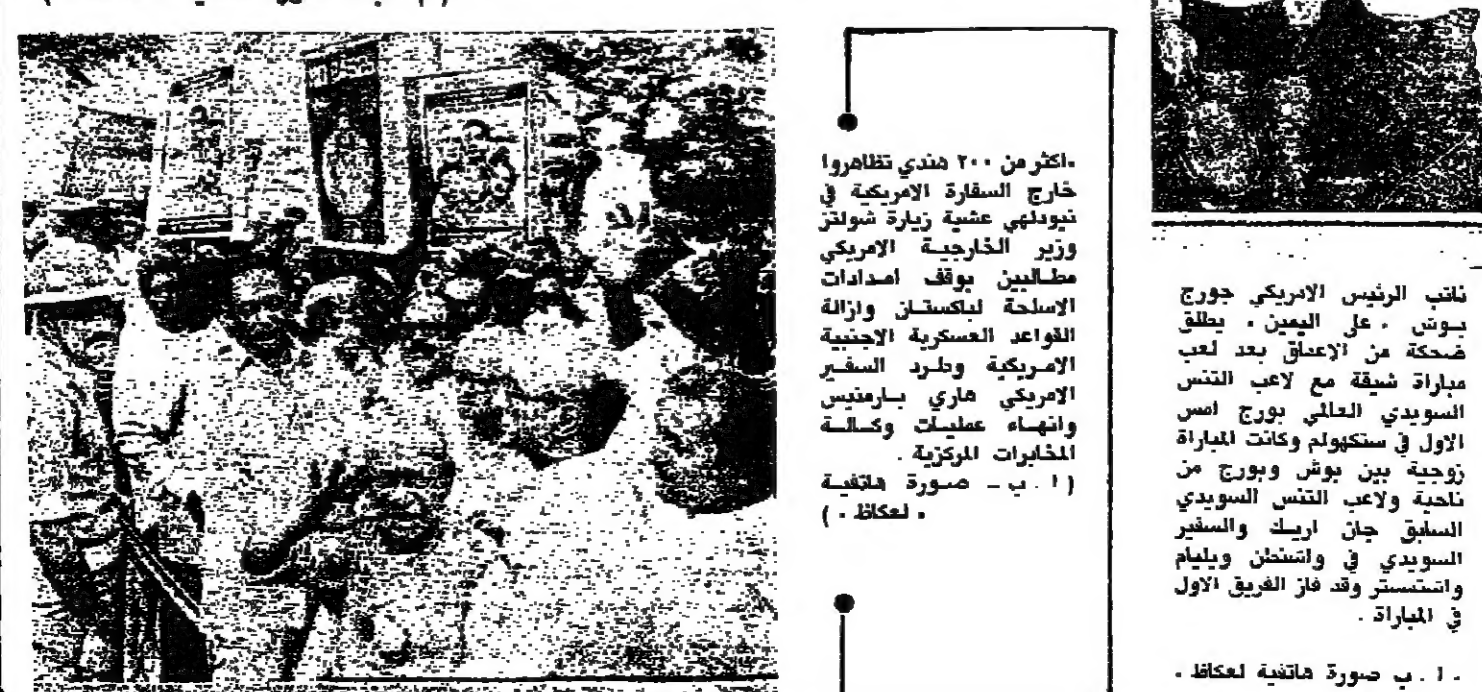 نائب الرئيس الامريكي جورج
بوش ، على اليمين ، يطلق
ضحكة من الاعماق بعد لعب
مباراة شيقة مع لاعب التنس
السويدي العالمي بورج امس
الاول في ستكهولم وكانت المباراة
زوجية بين بوش وبورج من
ناحية ولاعب التنس السويدي
السابق جان اريك والسفير
السويدي في واشنطن ويليام
واشتستر وقد فاز الفريق الاول
في المباراة .
ـ ا . ب صورة هاتفية لعكاظ ـ
ـ اكثر من ٢٠٠ هندي تظاهروا
خارج السفارة الامريكية في
نيودلهي عشية زيارة شولتز
وزير الخارجية الامريكي
مطالبين بوقف امدادات
الاسلحة لباكستان وازالة
القواعد العسكرية الاجنبية
الامريكية وطرد السفير
الامريكي هاري بارمنيس
وانهاء عمليات وكالة
المخابرات المركزية .
( ا . ب ـ صورة هاتفية
، لعكاظ ، )